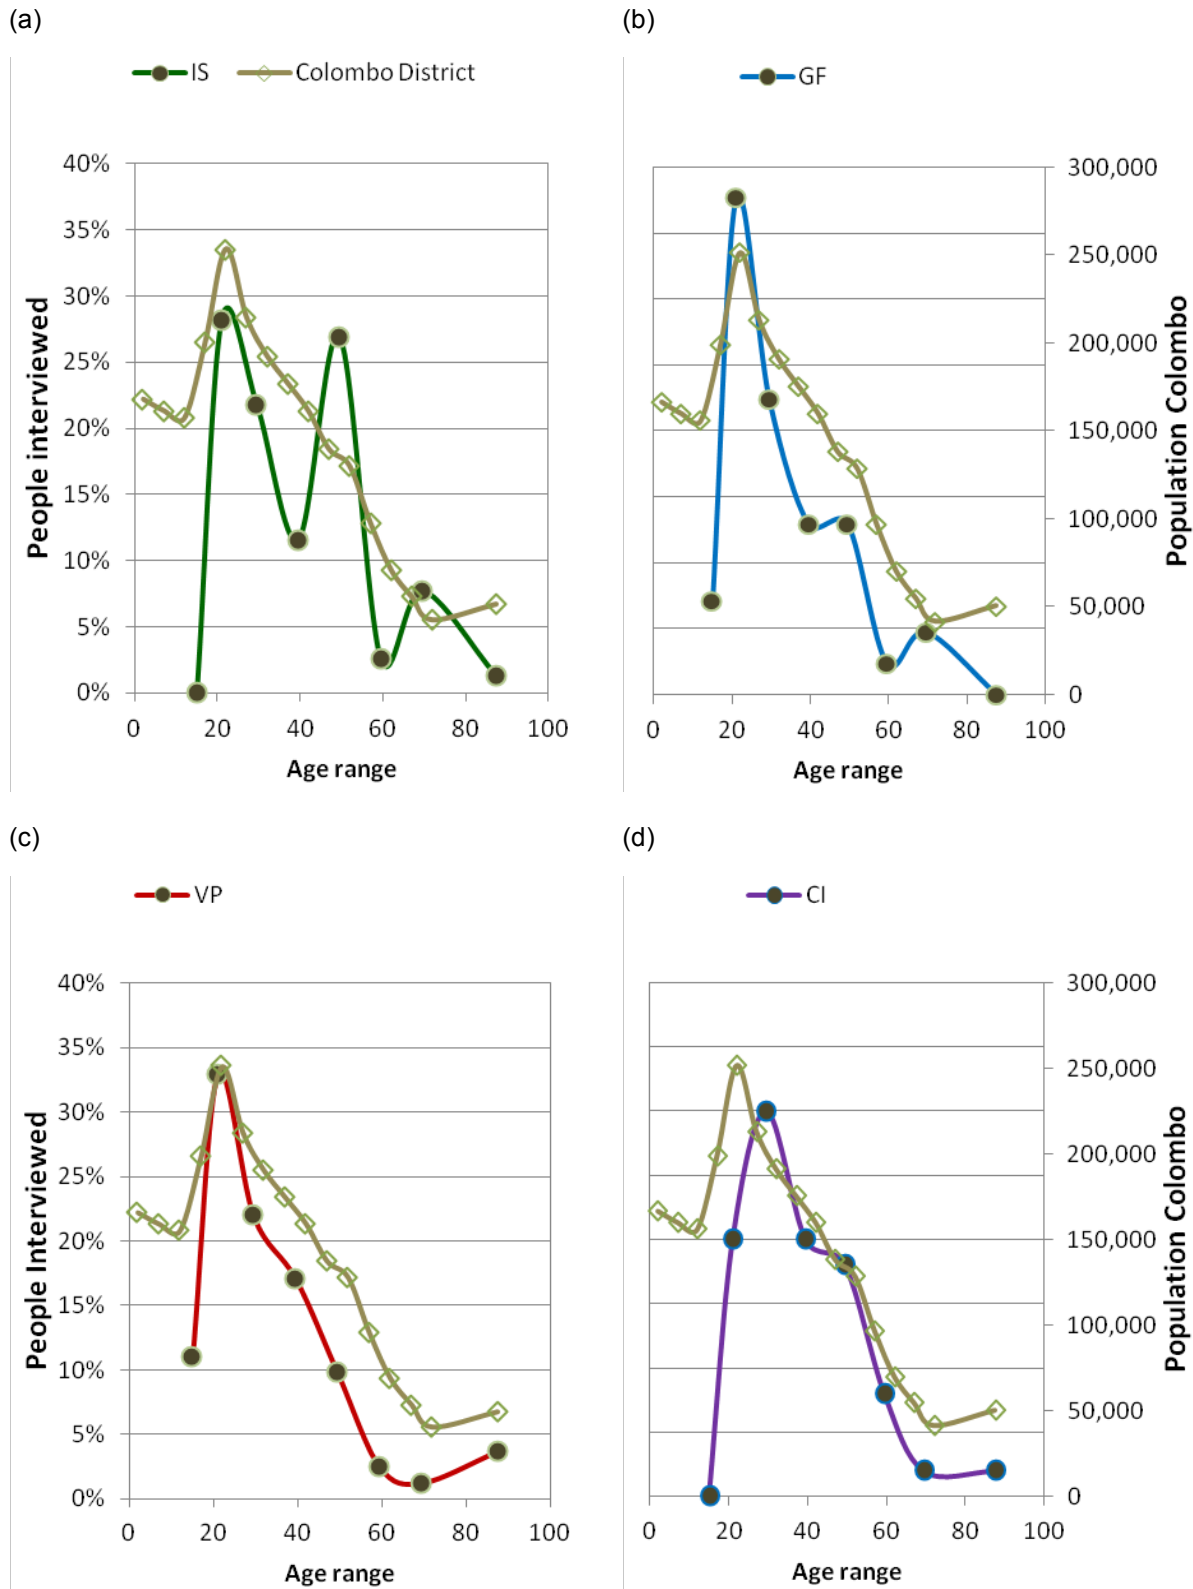 (a)
IS Colombo District
People interviewed
40%
35%
30%
25%
20%
15%
10%
5%
0%
0 20 40 60 80 100
Age range
(b)
GF
300,000
250,000
200,000
150,000
100,000
50,000
0
Population Colombo
0 20 40 60 80 100
Age range
(c)
VP
People Interviewed
40%
35%
30%
25%
20%
15%
10%
5%
0%
0 20 40 60 80 100
Age range
(d)
CI
300,000
250,000
200,000
150,000
100,000
50,000
0
Population Colombo
0 20 40 60 80 100
Age range